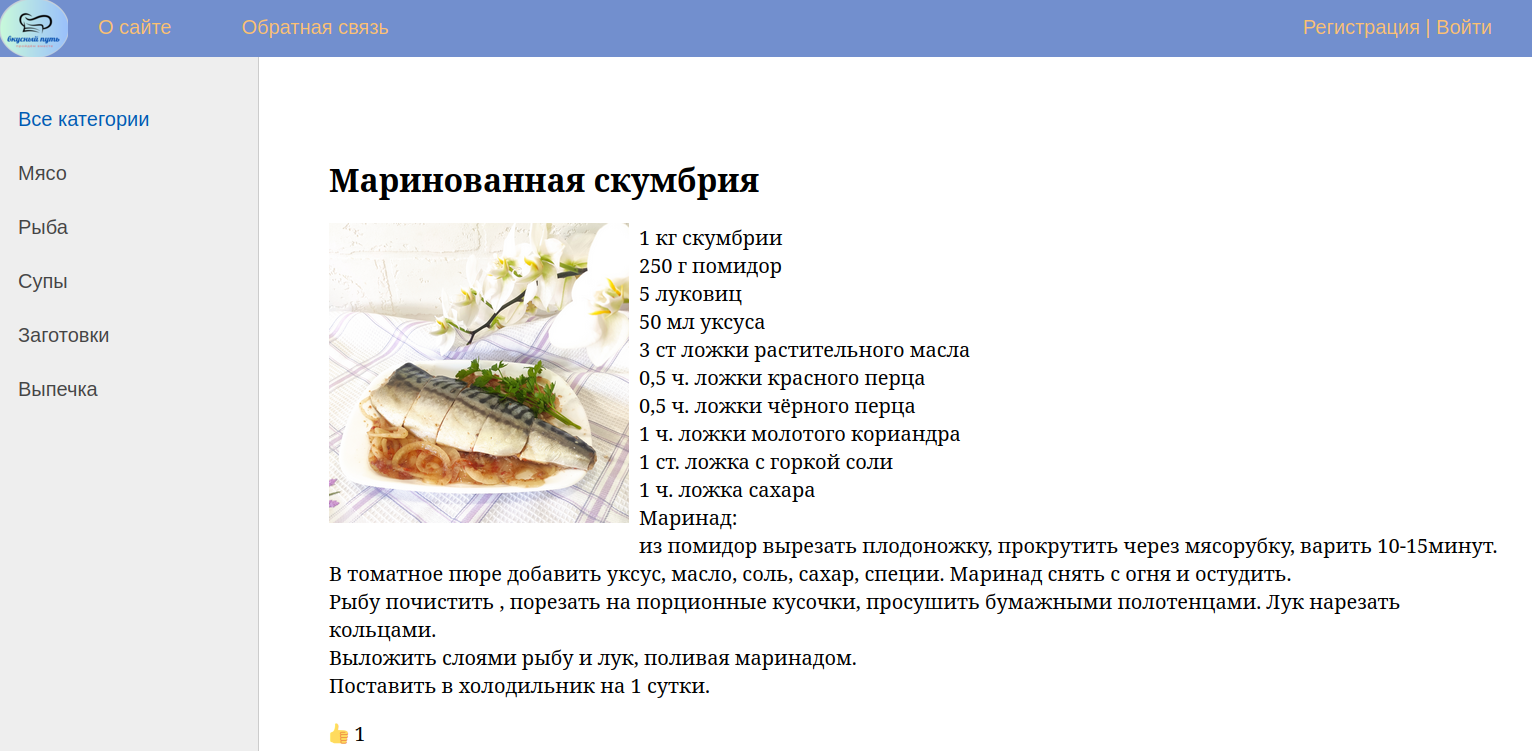 вкусный путь
О сайте
Обратная связь
Регистрация | Войти
Все категории
Мясо
Рыба
Супы
Заготовки
Выпечка
Маринованная скумбрия
1 кг скумбрии
250 г помидор
5 луковиц
50 мл уксуса
3 ст ложки растительного масла
0,5 ч. ложки красного перца
0,5 ч. ложки чёрного перца
1 ч. ложки молотого кориандра
1 ст. ложка с горкой соли
1 ч. ложка сахара
Маринад:
из помидор вырезать плодоножку, прокрутить через мясорубку, варить 10-15минут.
В томатное пюре добавить уксус, масло, соль, сахар, специи. Маринад снять с огня и остудить.
Рыбу почистить , порезать на порционные кусочки, просушить бумажными полотенцами. Лук нарезать
кольцами.
Выложить слоями рыбу и лук, поливая маринадом.
Поставить в холодильник на 1 сутки.
1